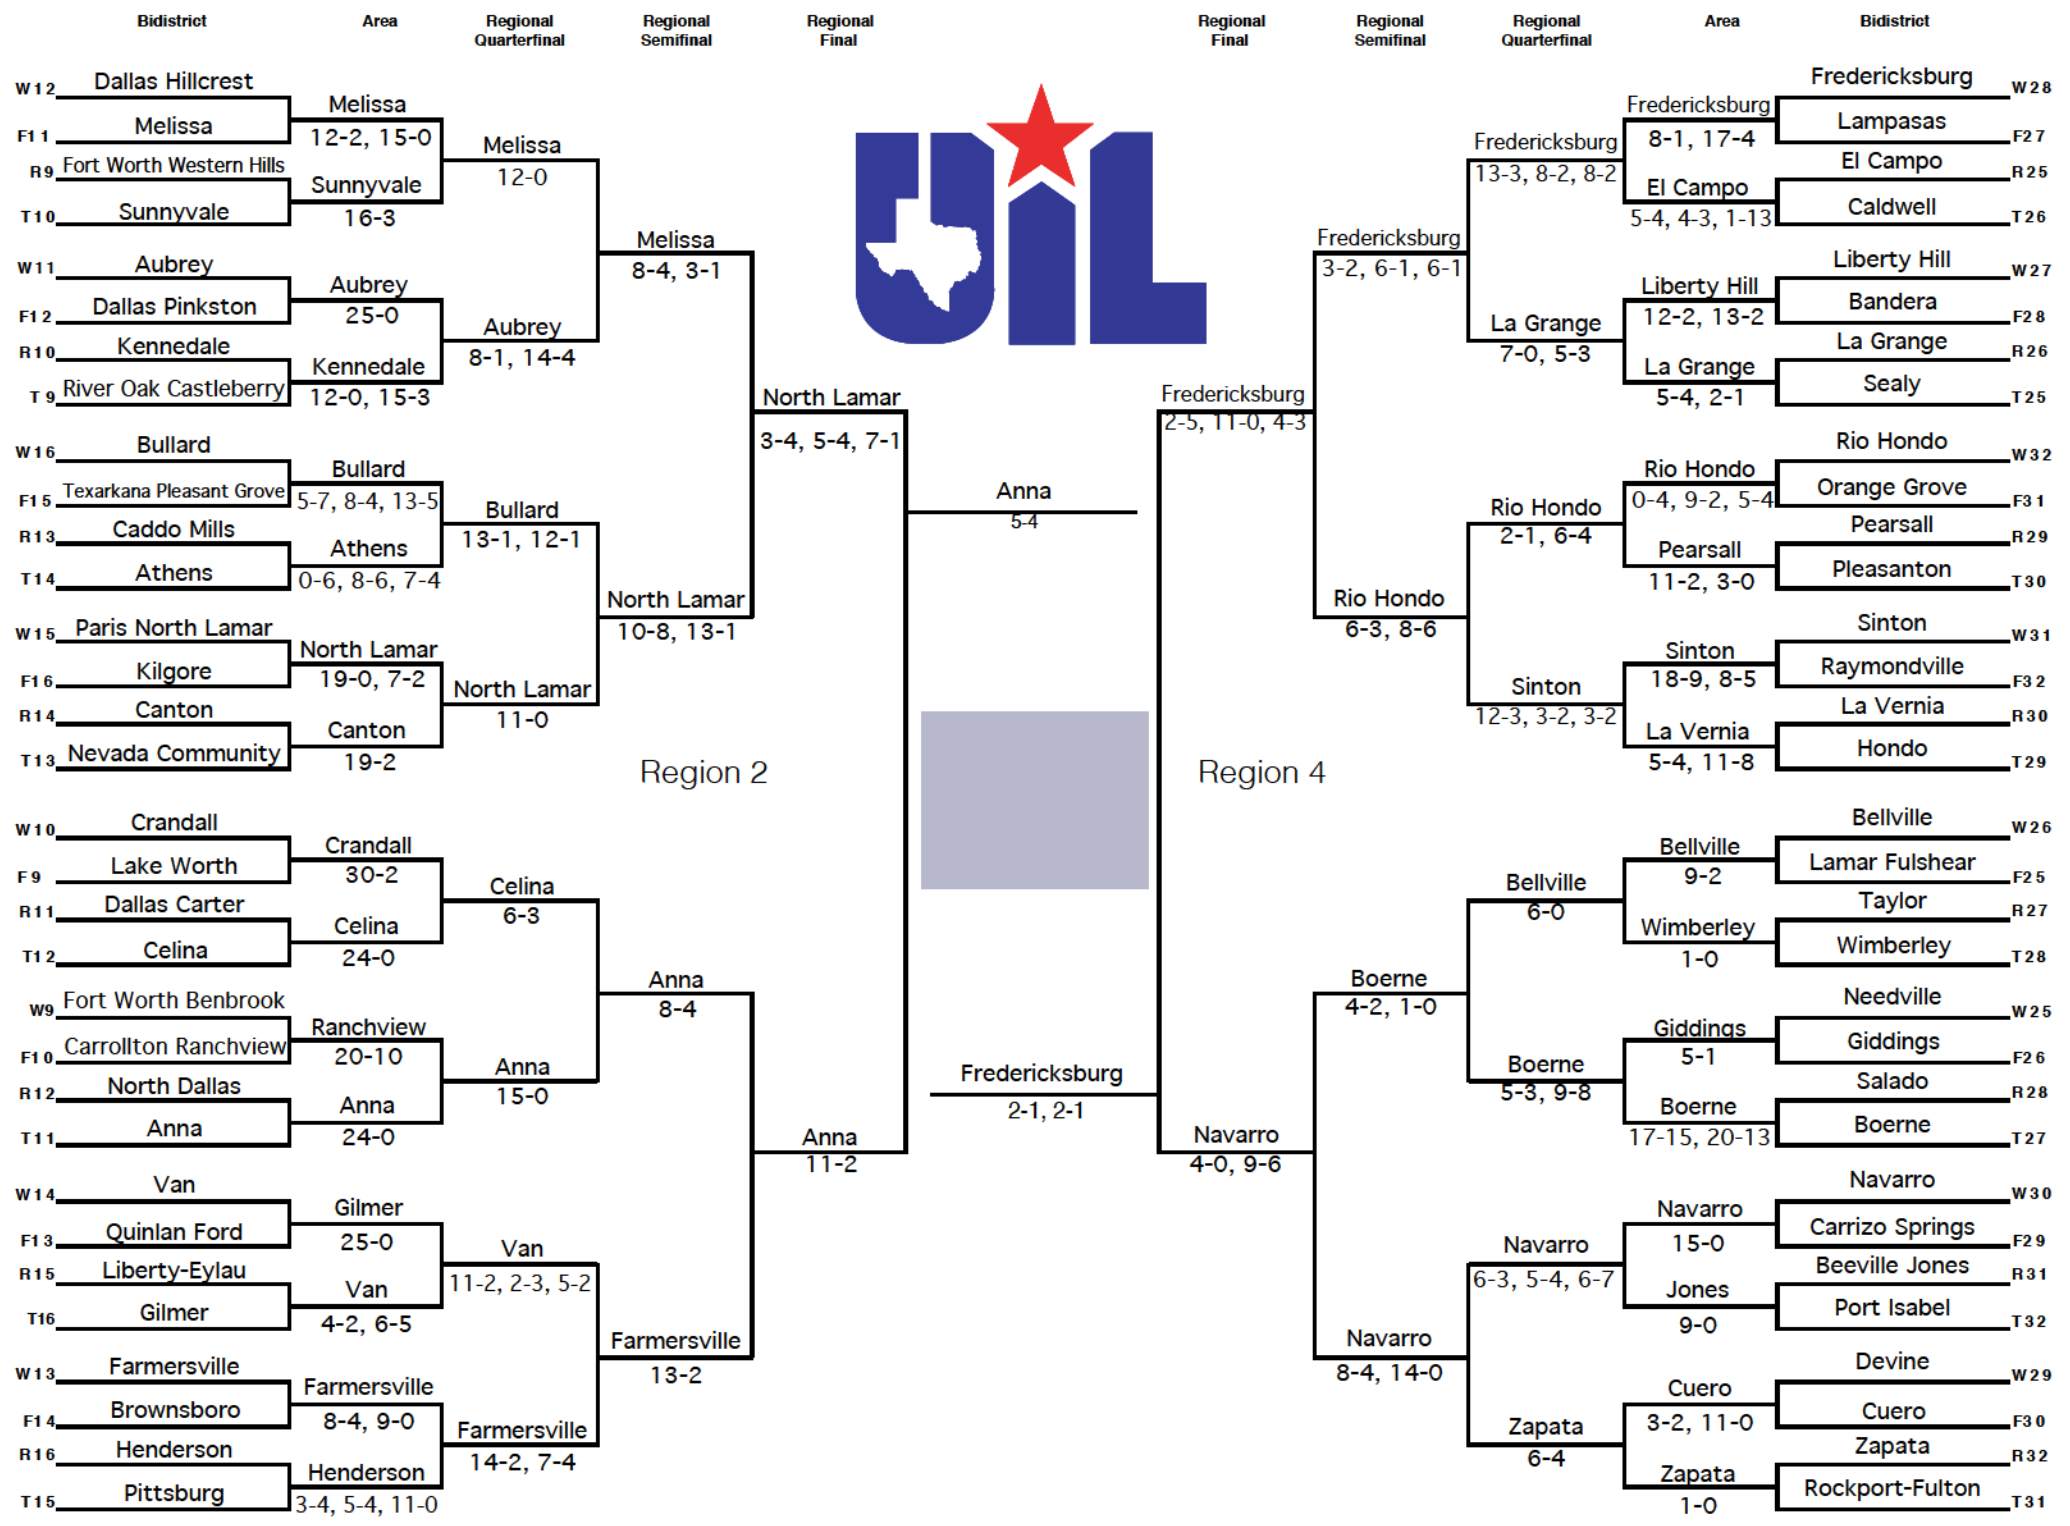 Bidistrict
Area
Regional
Quarterfinal
Regional
Semifinal
Regional
Final
Regional
Final
Regional
Semifinal
Regional
Quarterfinal
Area
Bidistrict
W12 Dallas Hillcrest
F11 Melissa
R9 Fort Worth Western Hills
T10 Sunnyvale
W11 Aubrey
F12 Dallas Pinkston
R10 Kennedale
T9 River Oak Castleberry
W16 Bullard
F15 Texarkana Pleasant Grove
R13 Caddo Mills
T14 Athens
W15 Paris North Lamar
F16 Kilgore
R14 Canton
T13 Nevada Community
W10 Crandall
F9 Lake Worth
R11 Dallas Carter
T12 Celina
W9 Fort Worth Benbrook
F10 Carrollton Ranchview
R12 North Dallas
T11 Anna
W14 Van
F13 Quinlan Ford
R15 Liberty-Eylau
T16 Gilmer
W13 Farmersville
F14 Brownsboro
R16 Henderson
T15 Pittsburg
Melissa
12-2, 15-0
Sunnyvale
16-3
Aubrey
25-0
Kennedale
12-0, 15-3
Bullard
5-7, 8-4, 13-5
Athens
0-6, 8-6, 7-4
North Lamar
19-0, 7-2
Canton
19-2
Crandall
30-2
Celina
24-0
Ranchview
20-10
Anna
24-0
Gilmer
25-0
Van
4-2, 6-5
Farmersville
8-4, 9-0
Henderson
3-4, 5-4, 11-0
Melissa
12-0
Aubrey
8-1, 14-4
Bullard
13-1, 12-1
North Lamar
11-0
Celina
6-3
Anna
15-0
Van
11-2, 2-3, 5-2
Farmersville
14-2, 7-4
Melissa
8-4, 3-1
North Lamar
10-8, 13-1
Anna
8-4
Farmersville
13-2
North Lamar
3-4, 5-4, 7-1
Anna
11-2
Region 2
UIL
Anna
5-4
Fredericksburg
2-1, 2-1
Region 4
Fredericksburg
2-5, 11-0, 4-3
Navarro
4-0, 9-6
Fredericksburg
3-2, 6-1, 6-1
Rio Hondo
6-3, 8-6
Boerne
4-2, 1-0
Navarro
8-4, 14-0
Fredericksburg
13-3, 8-2, 8-2
La Grange
7-0, 5-3
Rio Hondo
2-1, 6-4
Sinton
12-3, 3-2, 3-2
Bellville
6-0
Boerne
5-3, 9-8
Navarro
6-3, 5-4, 6-7
Zapata
6-4
Fredericksburg
8-1, 17-4
El Campo
5-4, 4-3, 1-13
Liberty Hill
12-2, 13-2
La Grange
5-4, 2-1
Rio Hondo
0-4, 9-2, 5-4
Pearsall
11-2, 3-0
Sinton
18-9, 8-5
La Vernia
5-4, 11-8
Bellville
9-2
Wimberley
1-0
Giddings
5-1
Boerne
17-15, 20-13
Navarro
15-0
Jones
9-0
Cuero
3-2, 11-0
Zapata
1-0
Fredericksburg W28
Lampasas F27
El Campo R25
Caldwell T26
Liberty Hill W27
Bandera F28
La Grange R26
Sealy T25
Rio Hondo W32
Orange Grove F31
Pearsall R29
Pleasanton T30
Sinton W31
Raymondville F32
La Vernia R30
Hondo T29
Bellville W26
Lamar Fulshear F25
Taylor R27
Wimberley T28
Needville W25
Giddings F26
Salado R28
Boerne T27
Navarro W30
Carrizo Springs F29
Beeville Jones R31
Port Isabel T32
Devine W29
Cuero F30
Zapata R32
Rockport-Fulton T31